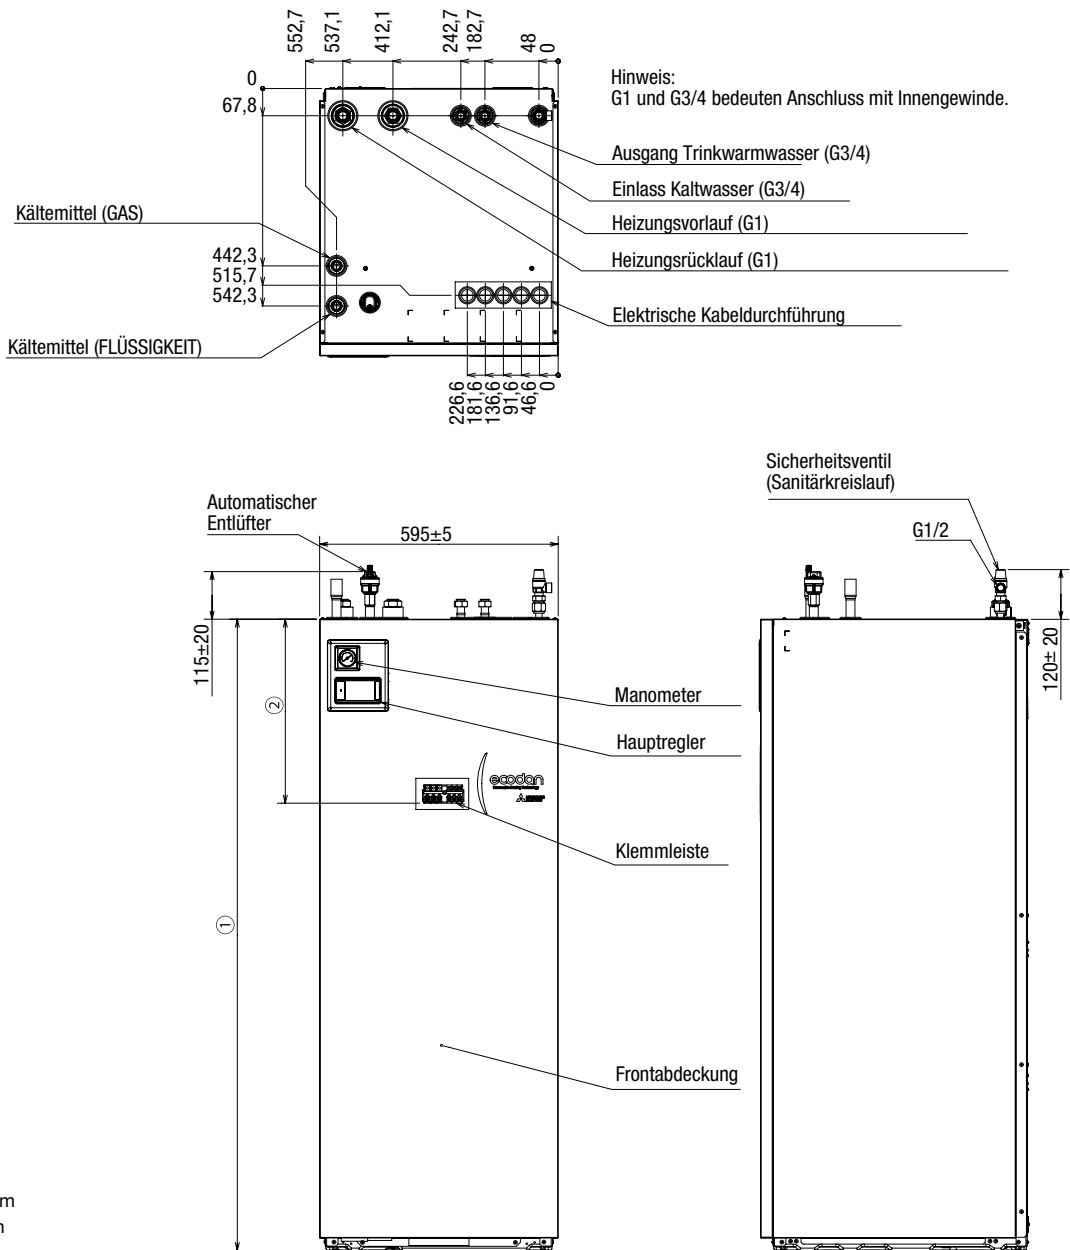 552,7
537,1
412,1
242,7
182,7
48
0
0
67,8
Hinweis:
G1 und G3/4 bedeuten Anschluss mit Innengewinde.
Ausgang Trinkwarmwasser (G3/4)
Einlass Kaltwasser (G3/4)
Kältemittel (GAS)
Heizungsvorlauf (G1)
442,3
515,7
542,3
Heizungsrücklauf (G1)
Elektrische Kabeldurchführung
Kältemittel (FLÜSSIGKEIT)
226,6
181,6
136,6
91,6
46,6
0
Sicherheitsventil
(Sanitärkreislauf)
Automatischer
Entlüfter
595±5
G1/2
115±20
120± 20
Manometer
②
Hauptregler
ecodan
Klemmleiste
①
Frontabdeckung
m